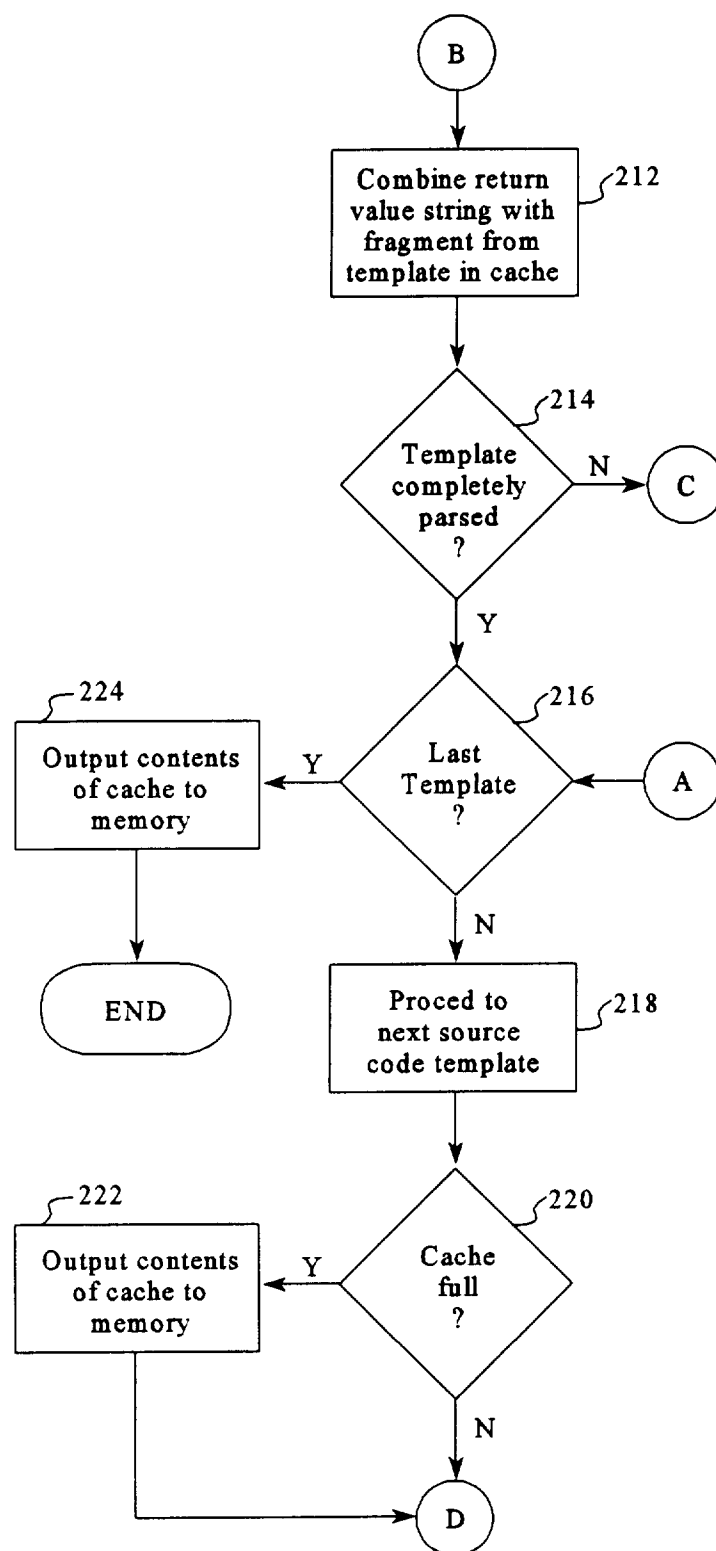 B
Combine return
value string with
fragment from
template in cache
212
214
Template
completely
parsed
?
N
C
Y
216
Last
Template
?
A
Y
224
Output contents
of cache to
memory
END
N
Proced to
next source
code template
218
220
Cache
full
?
Y
222
Output contents
of cache to
memory
N
D